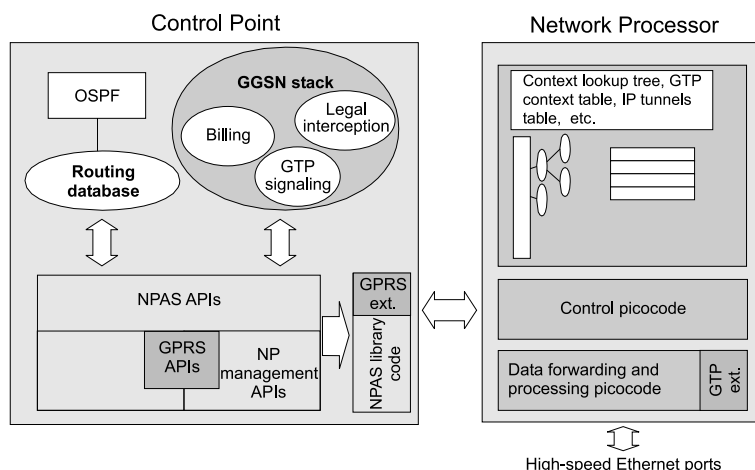 Control Point
Network Processor
OSPF
Routing
database
GGSN stack
Billing
Legal
interception
GTP
signaling
NPAS APIs
GPRS
APIs
NP
management
APIs
GPRS
ext.
NPAS library
code
Context lookup tree, GTP
context table, IP tunnels
table, etc.
Control picocode
Data forwarding and
processing picocode
GTP
ext.
High-speed Ethernet ports